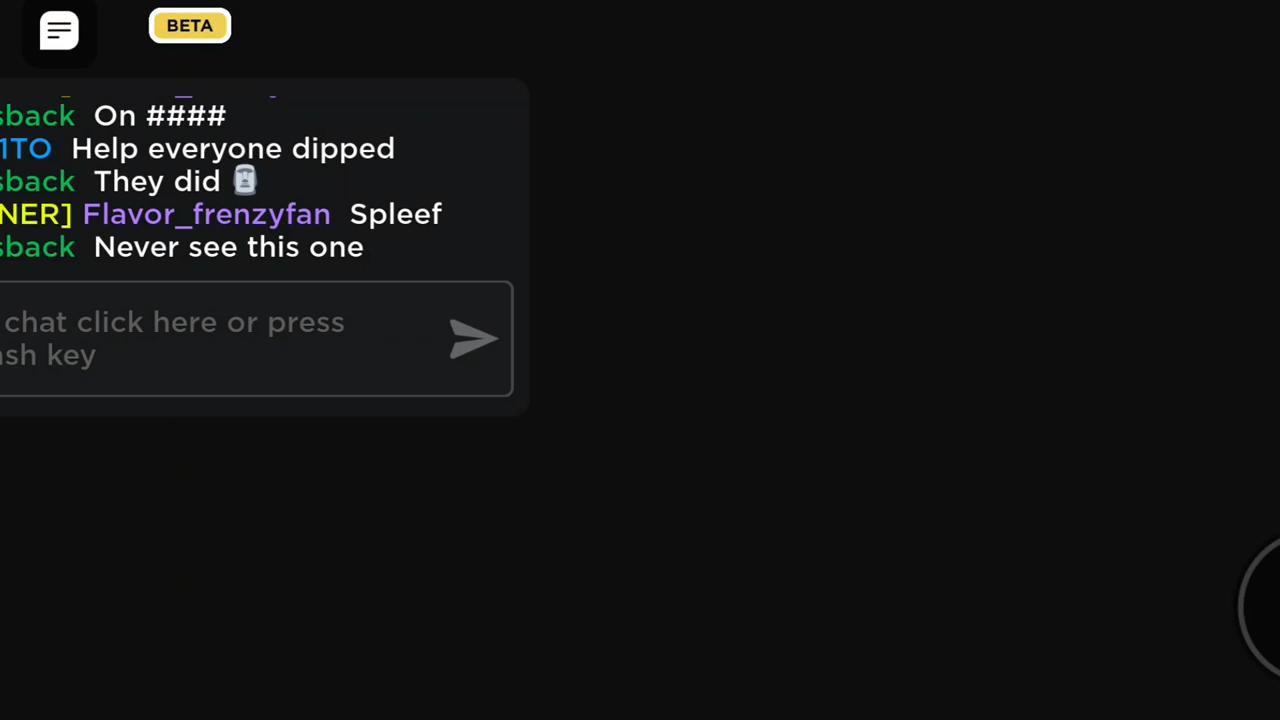 BETA
sback On ####
1TO Help everyone dipped
sback They did 🗿
NER] Flavor_frenzyfan Spleef
sback Never see this one
chat click here or press
ash key